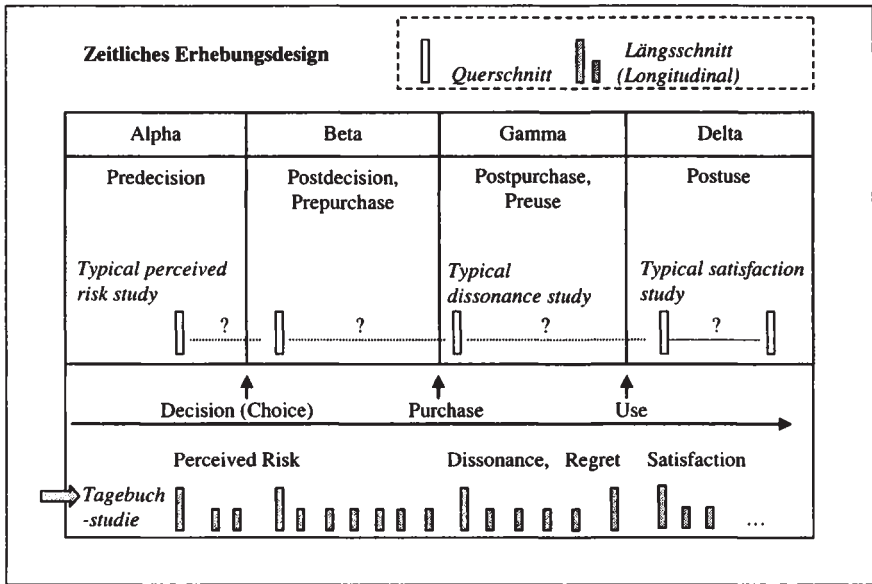 Zeitliches Erhebungsdesign
Querschnitt
Längsschnitt
(Longitudinal)
Alpha Beta Gamma Delta
Predecision
Postdecision,
Prepurchase
Postpurchase,
Preuse
Postuse
Typical perceived
risk study
Typical
dissonance study
Typical satisfaction
study
? ? ? ?
Decision (Choice) Purchase Use
Perceived Risk Dissonance, Regret Satisfaction
Tagebuch
-studie
...